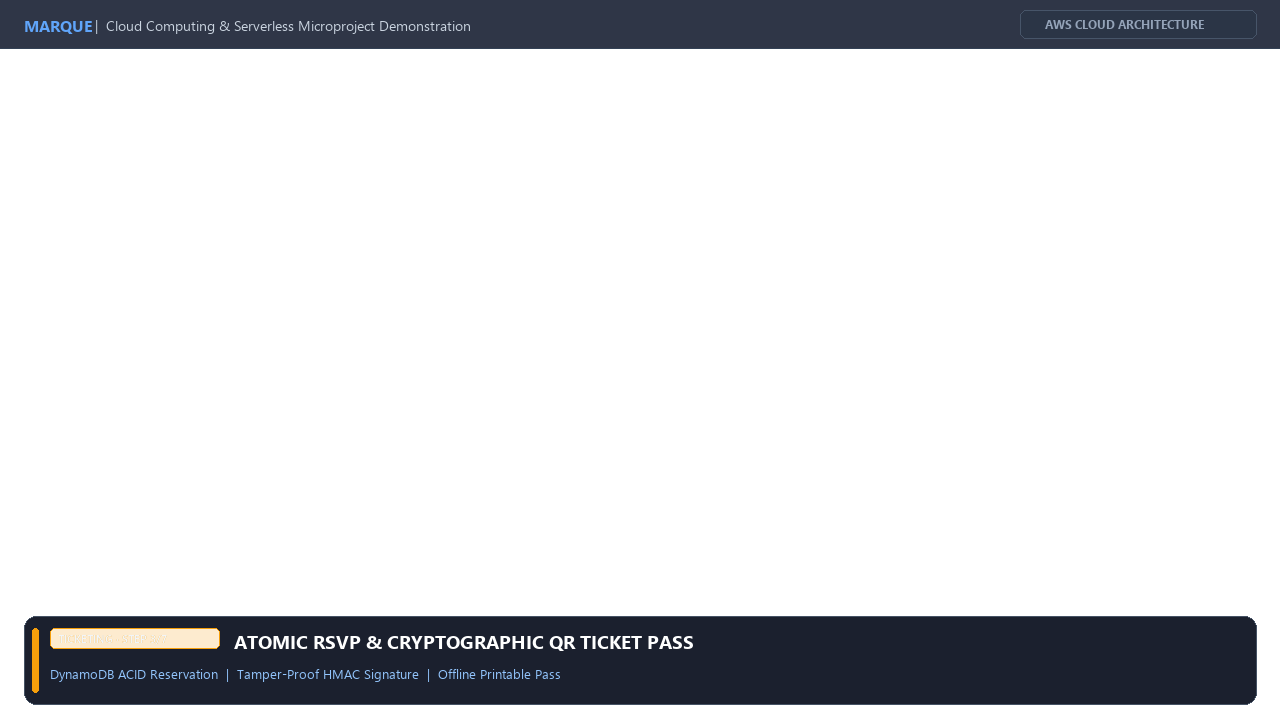 MARQUE | Cloud Computing & Serverless Microproject Demonstration
AWS CLOUD ARCHITECTURE
ATOMIC RSVP & CRYPTOGRAPHIC QR TICKET PASS
DynamoDB ACID Reservation | Tamper-Proof HMAC Signature | Offline Printable Pass